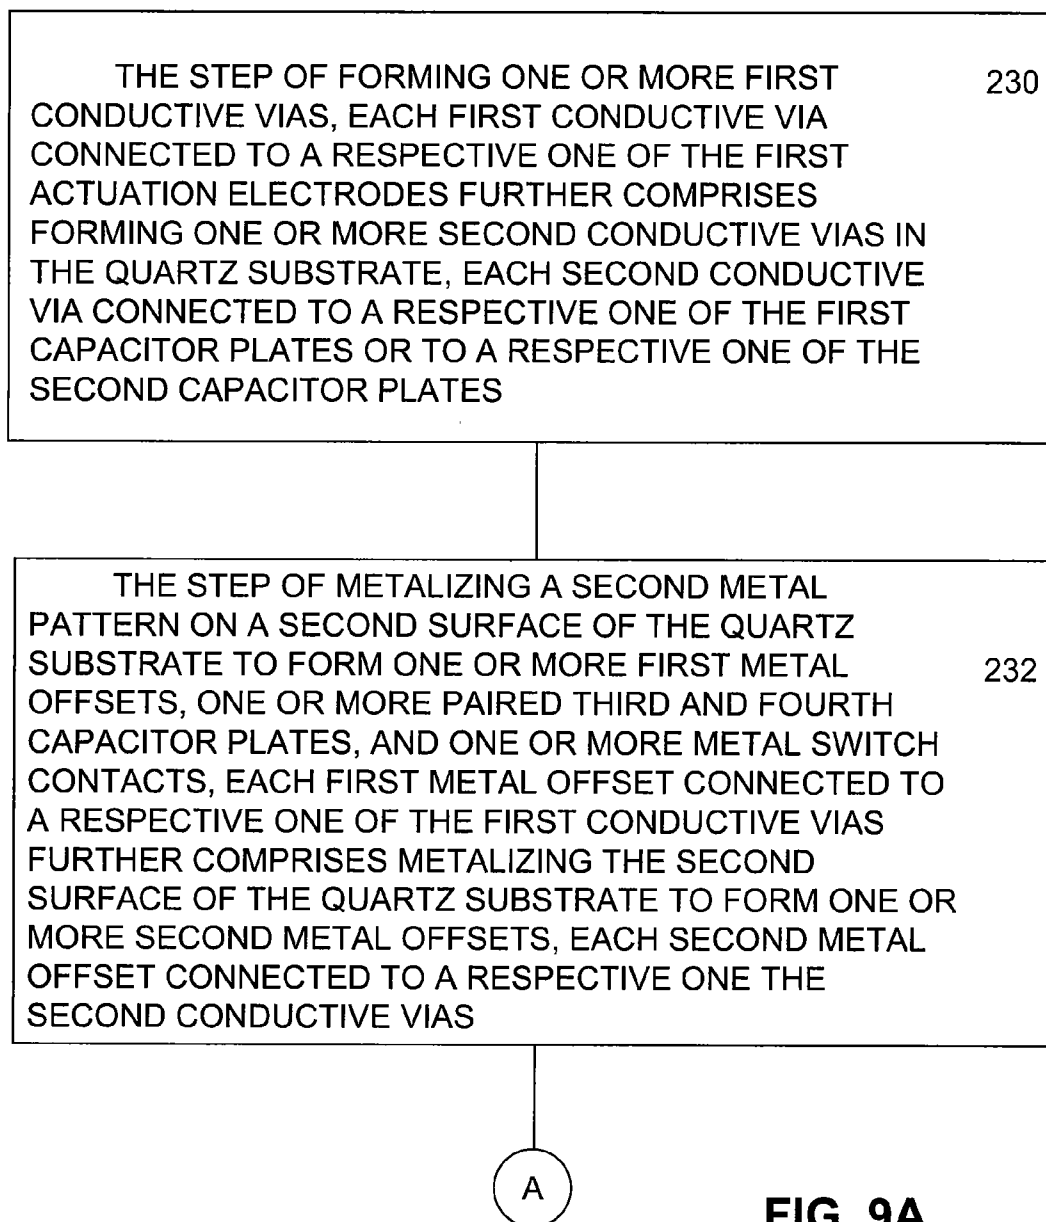 THE STEP OF FORMING ONE OR MORE FIRST 230
CONDUCTIVE VIAS, EACH FIRST CONDUCTIVE VIA
CONNECTED TO A RESPECTIVE ONE OF THE FIRST
ACTUATION ELECTRODES FURTHER COMPRISES
FORMING ONE OR MORE SECOND CONDUCTIVE VIAS IN
THE QUARTZ SUBSTRATE, EACH SECOND CONDUCTIVE
VIA CONNECTED TO A RESPECTIVE ONE OF THE FIRST
CAPACITOR PLATES OR TO A RESPECTIVE ONE OF THE
SECOND CAPACITOR PLATES
THE STEP OF METALIZING A SECOND METAL
PATTERN ON A SECOND SURFACE OF THE QUARTZ
SUBSTRATE TO FORM ONE OR MORE FIRST METAL 232
OFFSETS, ONE OR MORE PAIRED THIRD AND FOURTH
CAPACITOR PLATES, AND ONE OR MORE METAL SWITCH
CONTACTS, EACH FIRST METAL OFFSET CONNECTED TO
A RESPECTIVE ONE OF THE FIRST CONDUCTIVE VIAS
FURTHER COMPRISES METALIZING THE SECOND
SURFACE OF THE QUARTZ SUBSTRATE TO FORM ONE OR
MORE SECOND METAL OFFSETS, EACH SECOND METAL
OFFSET CONNECTED TO A RESPECTIVE ONE THE
SECOND CONDUCTIVE VIAS
A
FIG. 9A